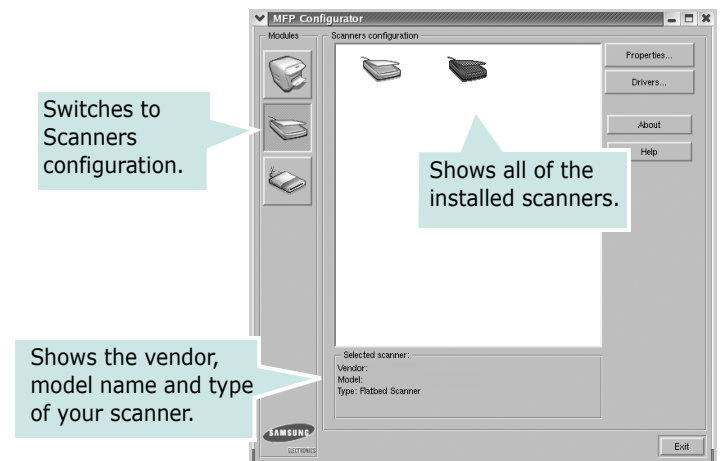 MFP Configurator
Modules
Scanners configuration
Properties...
Drivers...
About
Help
Switches to
Scanners
configuration.
Shows all of the
installed scanners.
Shows the vendor,
model name and type
of your scanner.
Selected scanner:
Vendor:
Model:
Type: Flatbed Scanner
SAMSUNG
ELECTRONICS
Exit